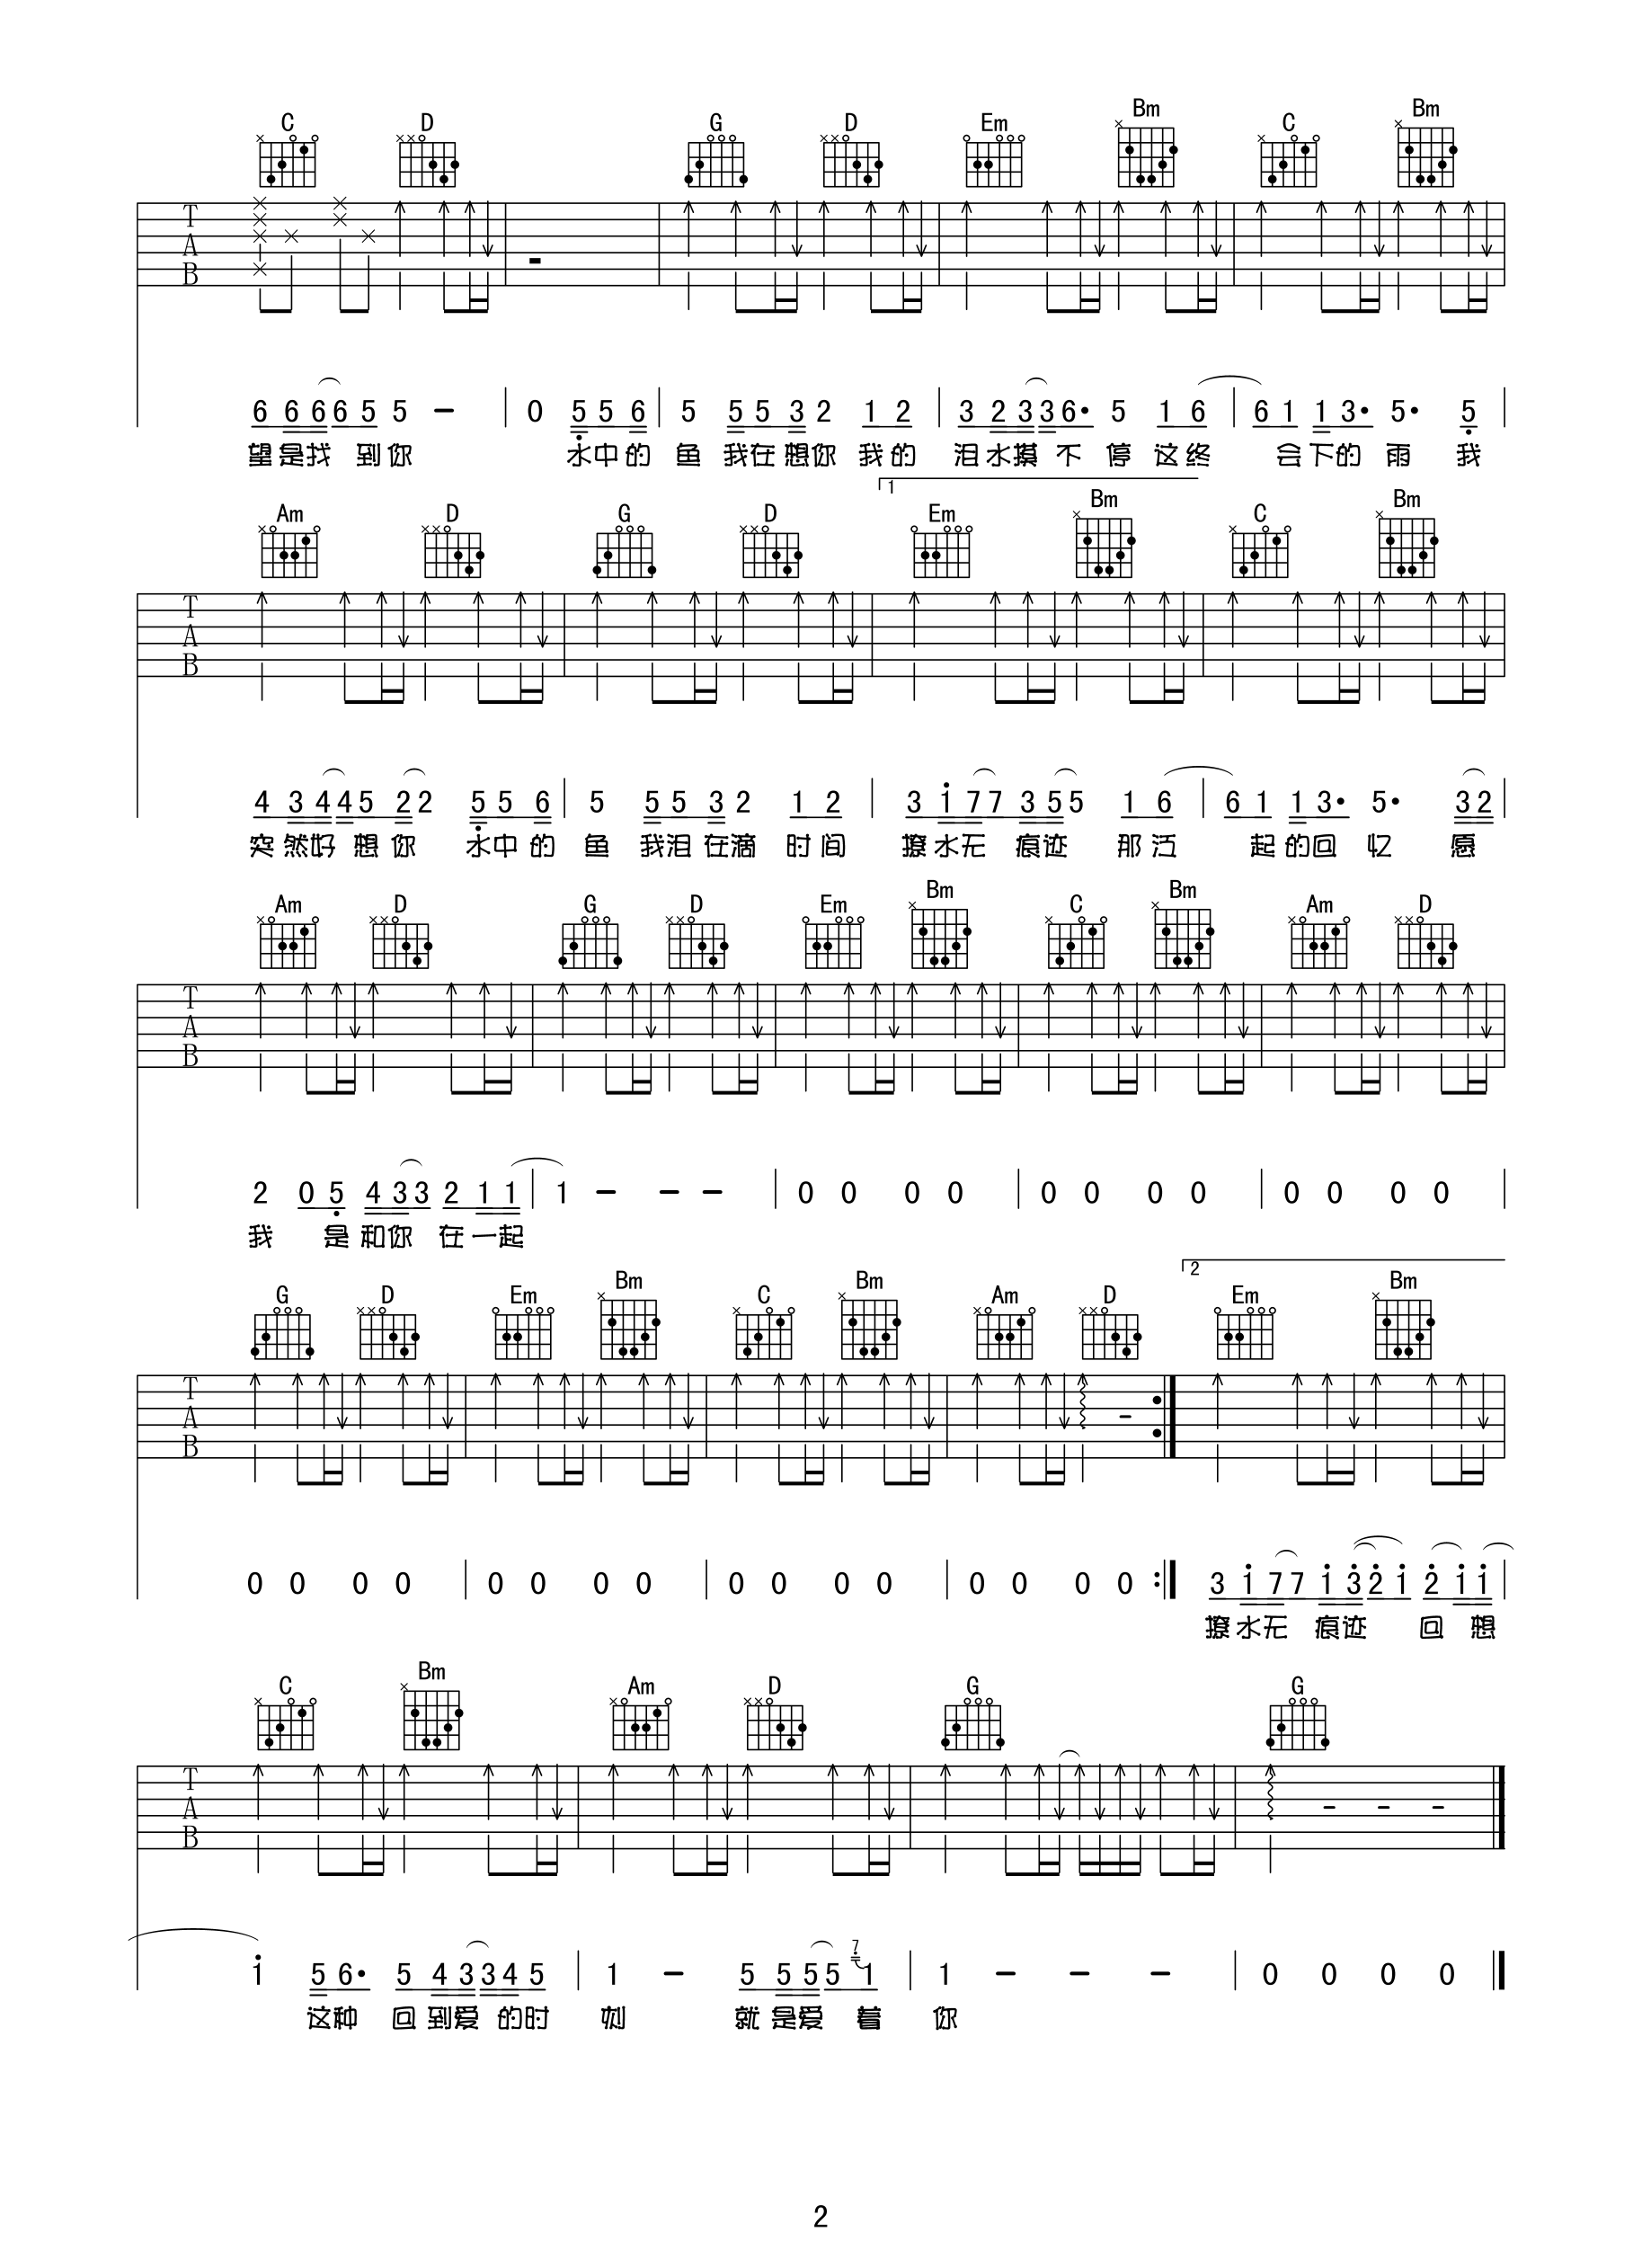 C D G D Em Bm C Bm
T A B
6 6 6 6 5 5 - | 0 5 5 6 | 5 5 5 3 2 1 2 | 3 2 3 3 6• 5 1 6 | 6 1 1 3• 5• 5 |
望是找 到你 水中的 鱼 我在想你 我的 泪水摸 不 停 这终 会下的 雨 我
1
Am D G D Em Bm C Bm
T A B
4 3 4 4 5 2 2 5 5 6 | 5 5 5 3 2 1 2 | 3 1 7 7 3 5 5 1 6 | 6 1 1 3• 5• 3 2 |
突然好 想你 水中的 鱼 我泪在滴 时间 撩水无 痕迹 那泛 起的回 忆 愿
Am D G D Em Bm C Bm Am D
T A B
2 0 5 4 3 3 2 1 1 | 1 - - - | 0 0 0 0 | 0 0 0 0 | 0 0 0 0 |
我 是和你 在一起
2
G D Em Bm C Bm Am D Em Bm
T A B
0 0 0 0 | 0 0 0 0 | 0 0 0 0 | 0 0 0 0 :| 3 1 7 7 1 3 2 1 2 1 1 |
撩水无 痕迹 回 想
C Bm Am D G G
T A B
1 5 6• 5 4 3 3 4 5 | 1 - 5 5 5 5 7 1 | 1 - - - | 0 0 0 0 ||
这种 回到爱 的时 刻 就是爱 着 你
2